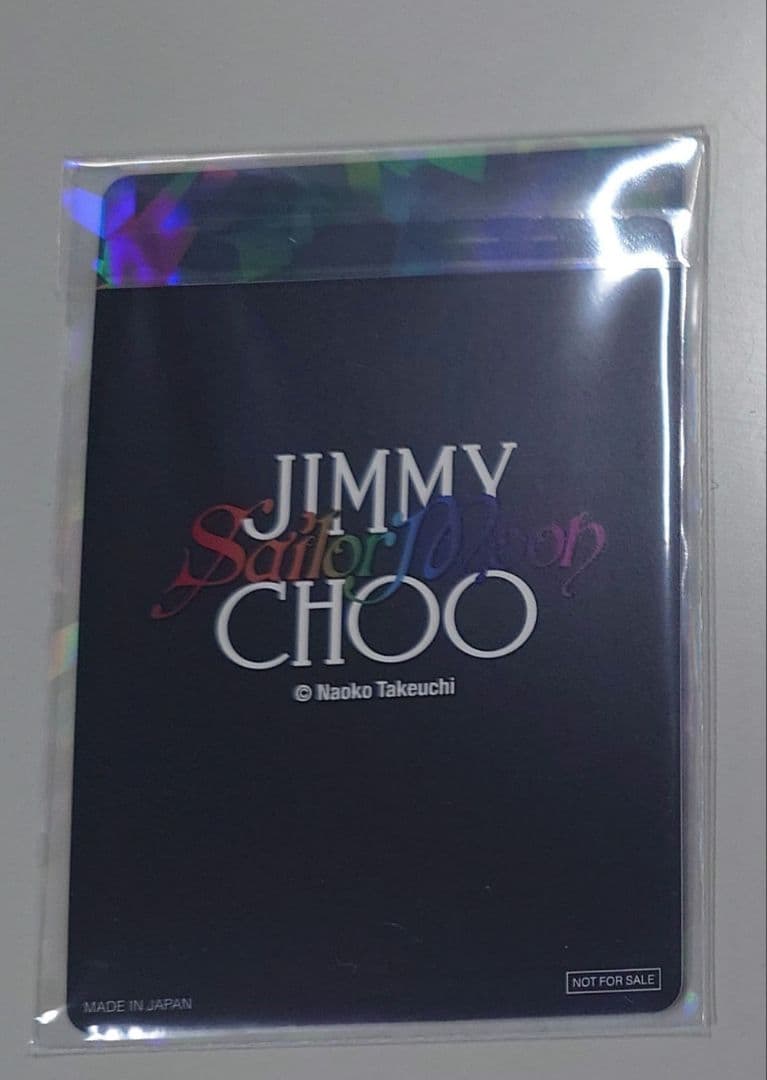 JIMMY
Sailor Moon
CHOO
© Naoko Takeuchi
NOT FOR SALE
MADE IN JAPAN